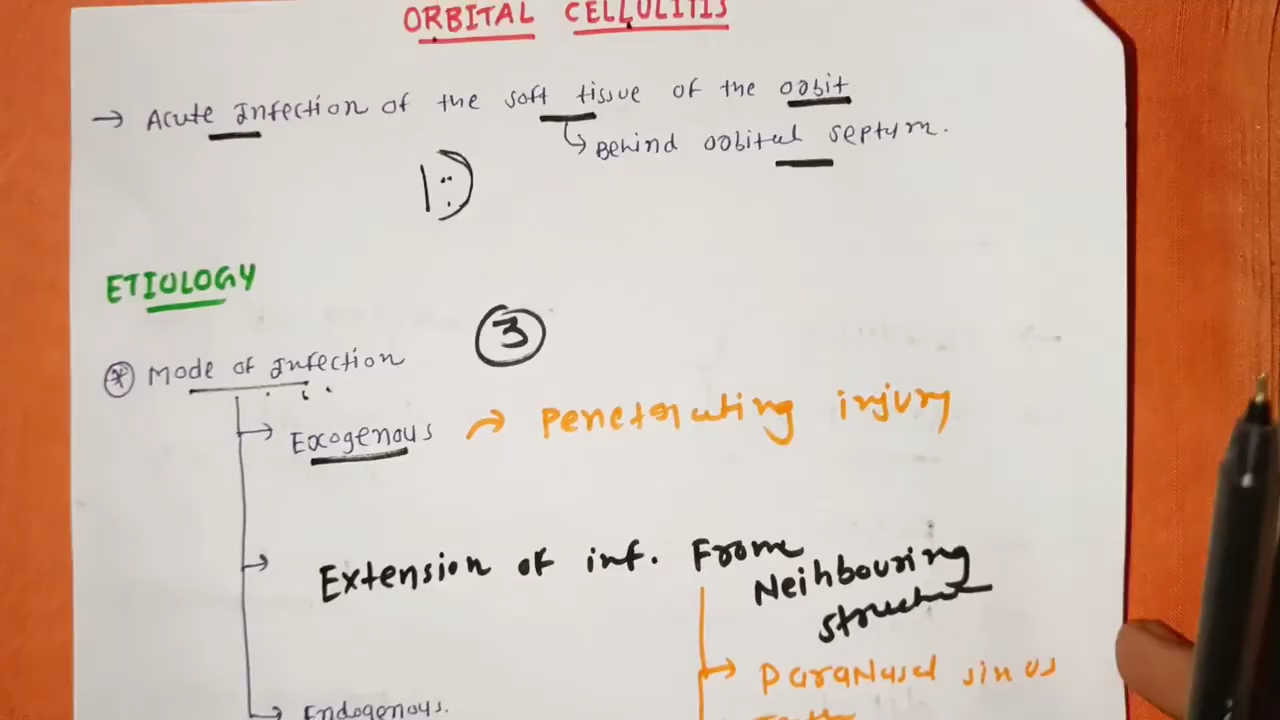 ORBITAL CELLULITIS
→ Acute Infection of the soft tissue of the orbit
↳ Behind orbital septum.
ETIOLOGY
3
* Mode of Infection
→ Exogenous → Penetrating injury
→ Extension of inf. From
Neihbouring
structure
→ ParaNasal sinus
→ Endogenous.